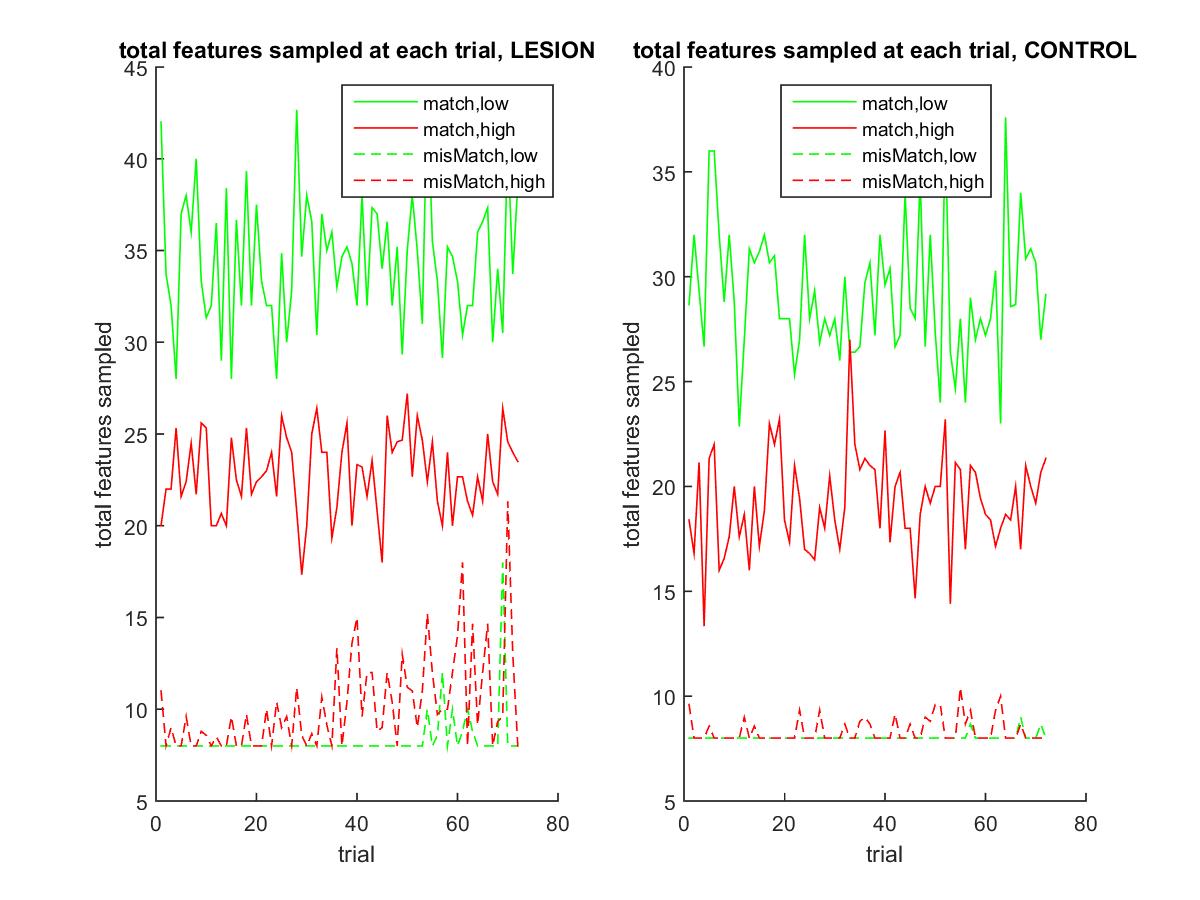 total features sampled at each trial, LESION
45
40
35
30
25
20
15
10
5
0
20
40
60
80
trial
total features sampled
match,low
match,high
misMatch,low
misMatch,high
total features sampled at each trial, CONTROL
40
35
30
25
20
15
10
5
0
20
40
60
80
trial
total features sampled
match,low
match,high
misMatch,low
misMatch,high